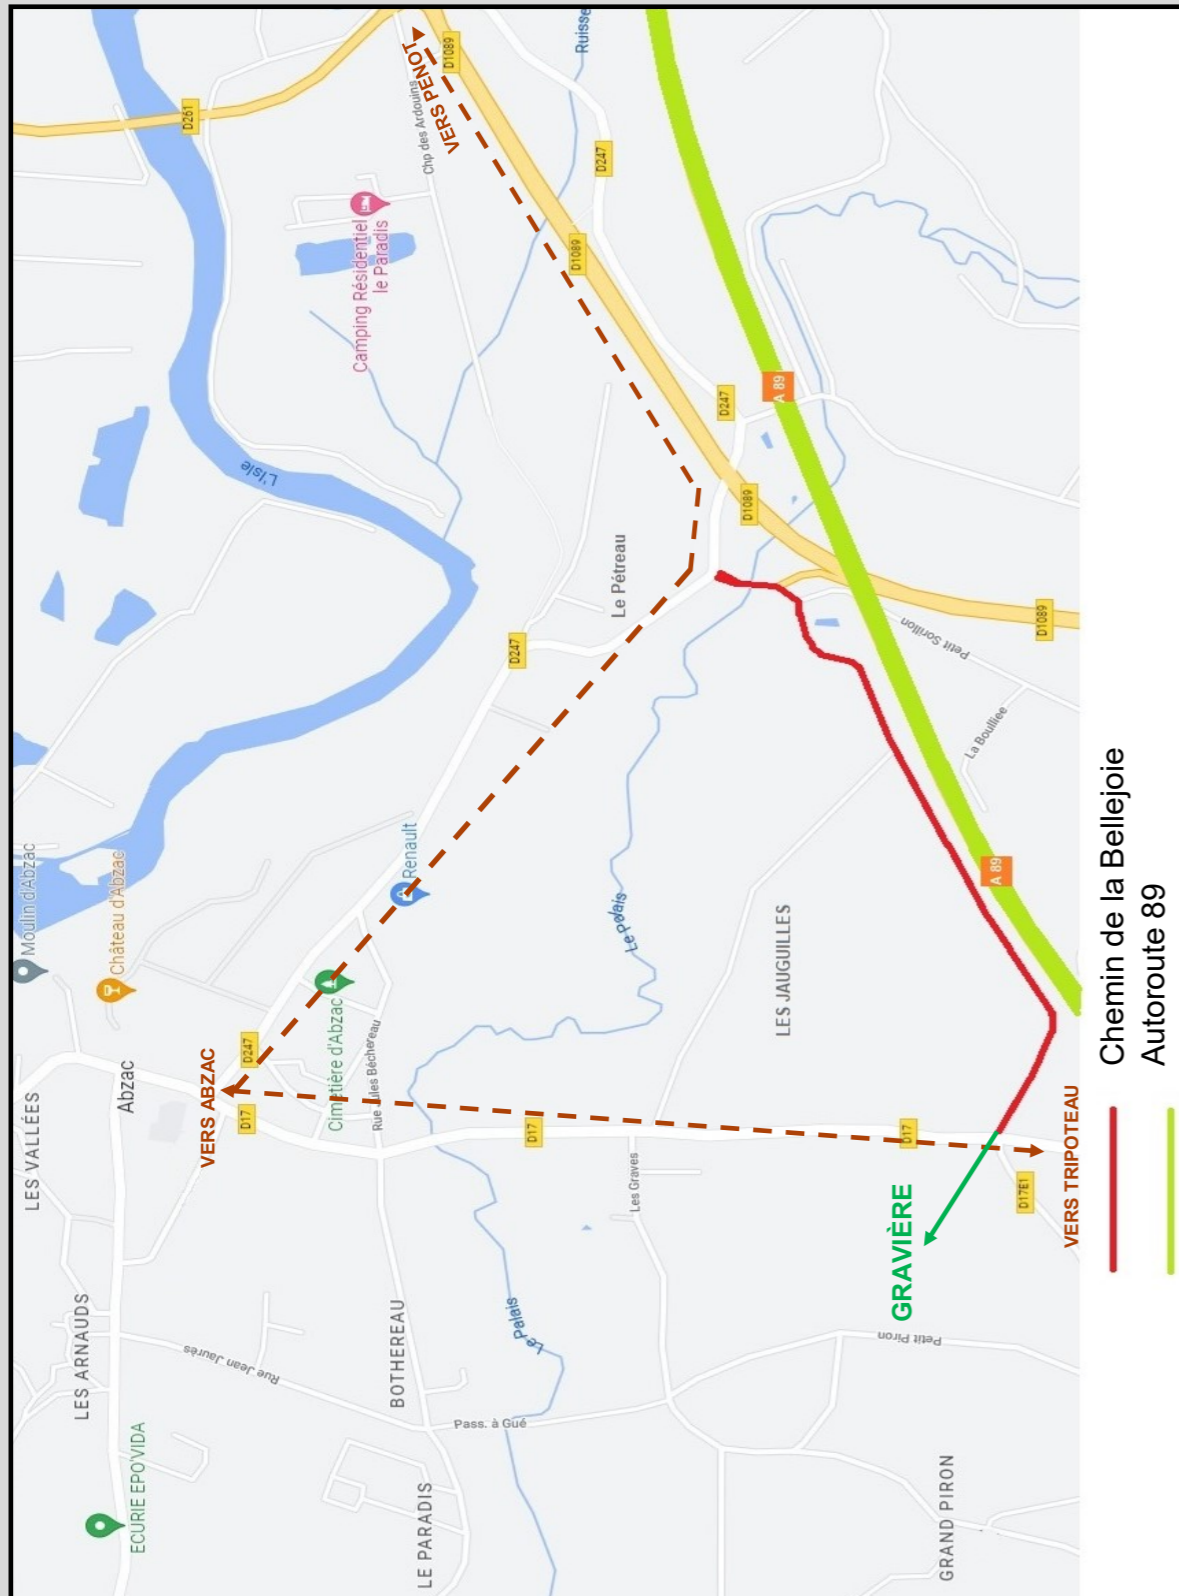 LES VALLÉES
Moulin d'Abzac
Château d'Abzac
Abzac
LES ARNAUDS
ECURIE EPO'VIDA
VERS ABZAC
D17
D247
Cimetière d'Abzac
Rue Jules Béchereau
Renault
Rue Jean Jaurès
BOTHEREAU
LE PARADIS
Pass. à Gué
Le Palais
L'Isle
D261
Camping Résidentiel
le Paradis
Chp des Ardouins
VERS PENOT
D1089
Ruisse
D247
D1089
D247
Le Pétreau
D247
D1089
A 89
Le Palais
D17
Les Graves
LES JAUGUILLES
D17
D17E1
GRAVIÈRE
Petit Piron
GRAND PIRON
VERS TRIPOTEAU
A 89
La Boulliee
Petit Sorillon
D1089
Chemin de la Bellejoie
Autoroute 89